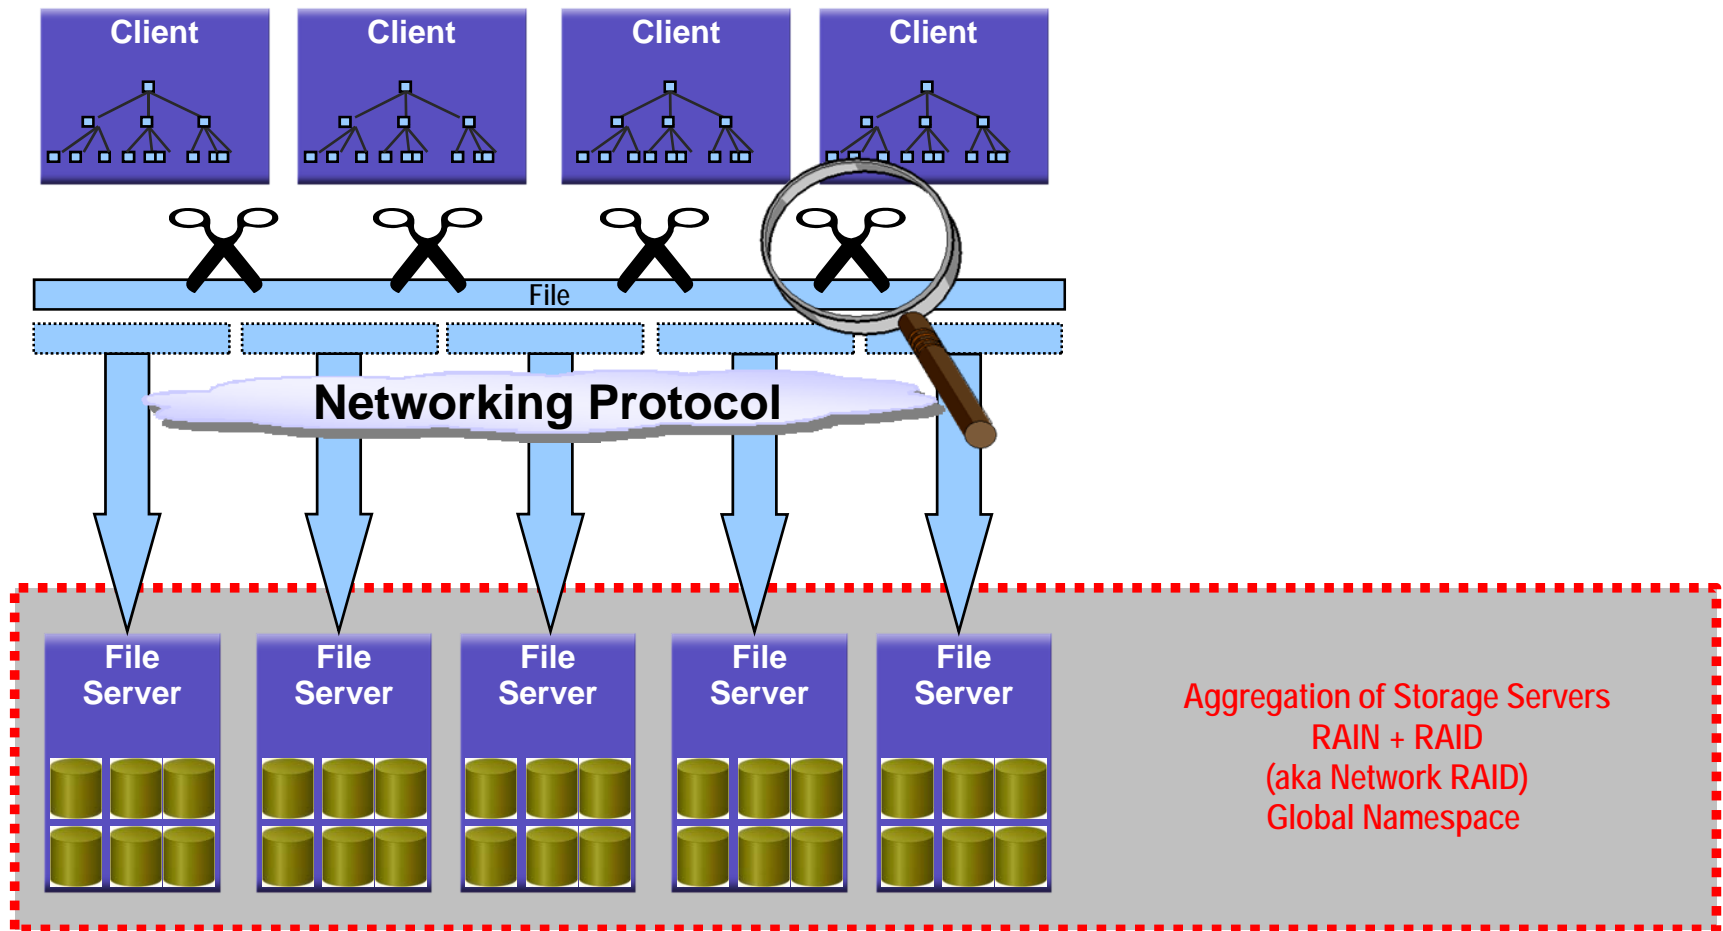 Client
Client
Client
Client
File
Networking Protocol
File
Server
File
Server
File
Server
File
Server
File
Server
Aggregation of Storage Servers
RAIN + RAID
(aka Network RAID)
Global Namespace